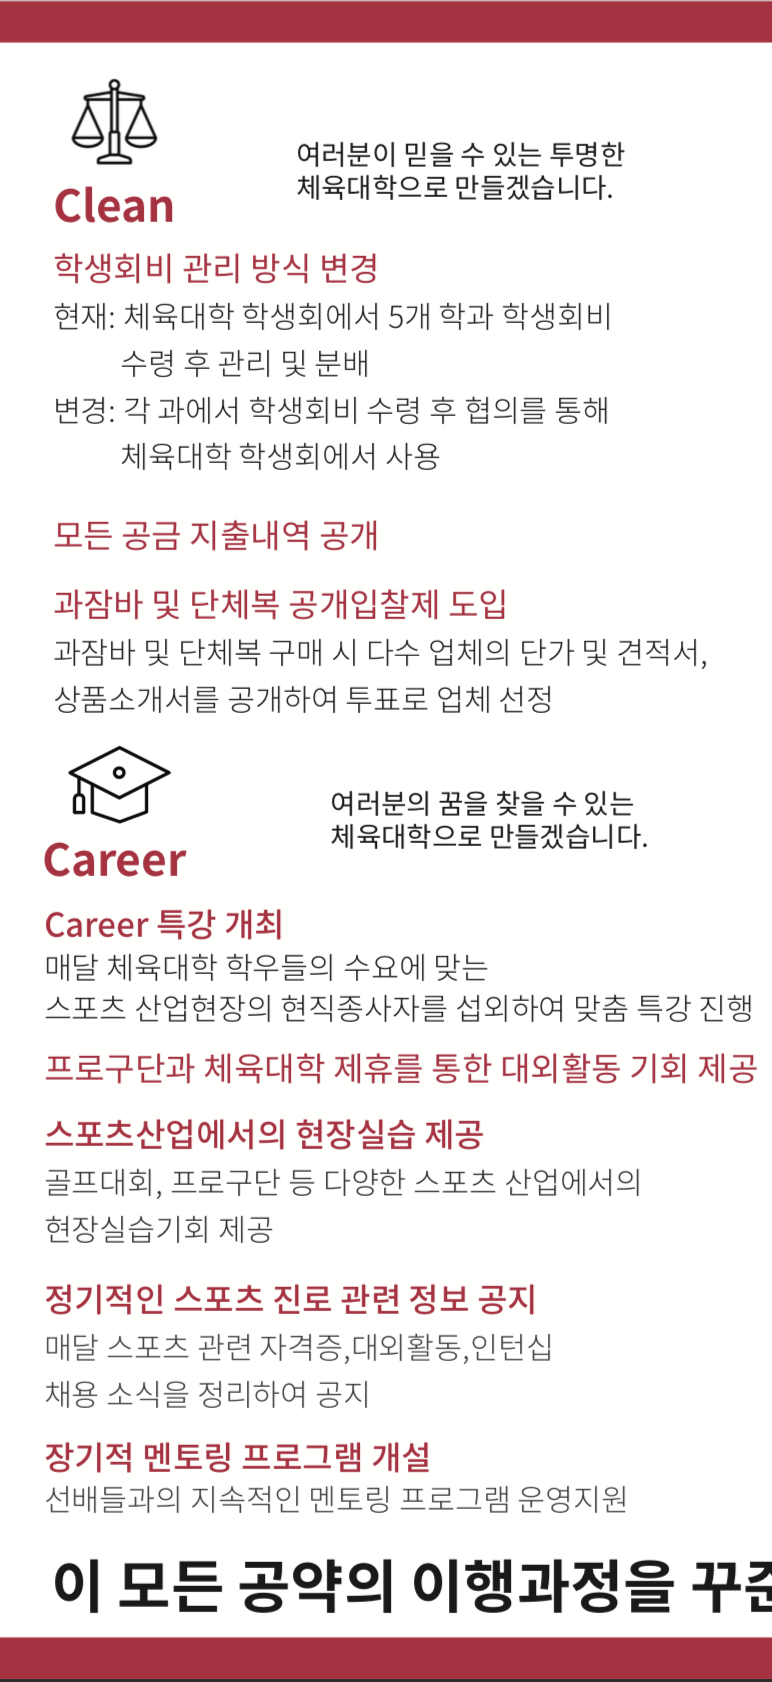 여러분이 믿을 수 있는 투명한
체육대학으로 만들겠습니다.
Clean
학생회비 관리 방식 변경
현재: 체육대학 학생회에서 5개 학과 학생회비
수령 후 관리 및 분배
변경: 각 과에서 학생회비 수령 후 협의를 통해
체육대학 학생회에서 사용
모든 공금 지출내역 공개
과잠바 및 단체복 공개입찰제 도입
과잠바 및 단체복 구매 시 다수 업체의 단가 및 견적서,
상품소개서를 공개하여 투표로 업체 선정
여러분의 꿈을 찾을 수 있는
체육대학으로 만들겠습니다.
Career
Career 특강 개최
매달 체육대학 학우들의 수요에 맞는
스포츠 산업현장의 현직종사자를 섭외하여 맞춤 특강 진행
프로구단과 체육대학 제휴를 통한 대외활동 기회 제공
스포츠산업에서의 현장실습 제공
골프대회, 프로구단 등 다양한 스포츠 산업에서의
현장실습기회 제공
정기적인 스포츠 진로 관련 정보 공지
매달 스포츠 관련 자격증,대외활동,인턴십
채용 소식을 정리하여 공지
장기적 멘토링 프로그램 개설
선배들과의 지속적인 멘토링 프로그램 운영지원
이 모든 공약의 이행과정을 꾸준